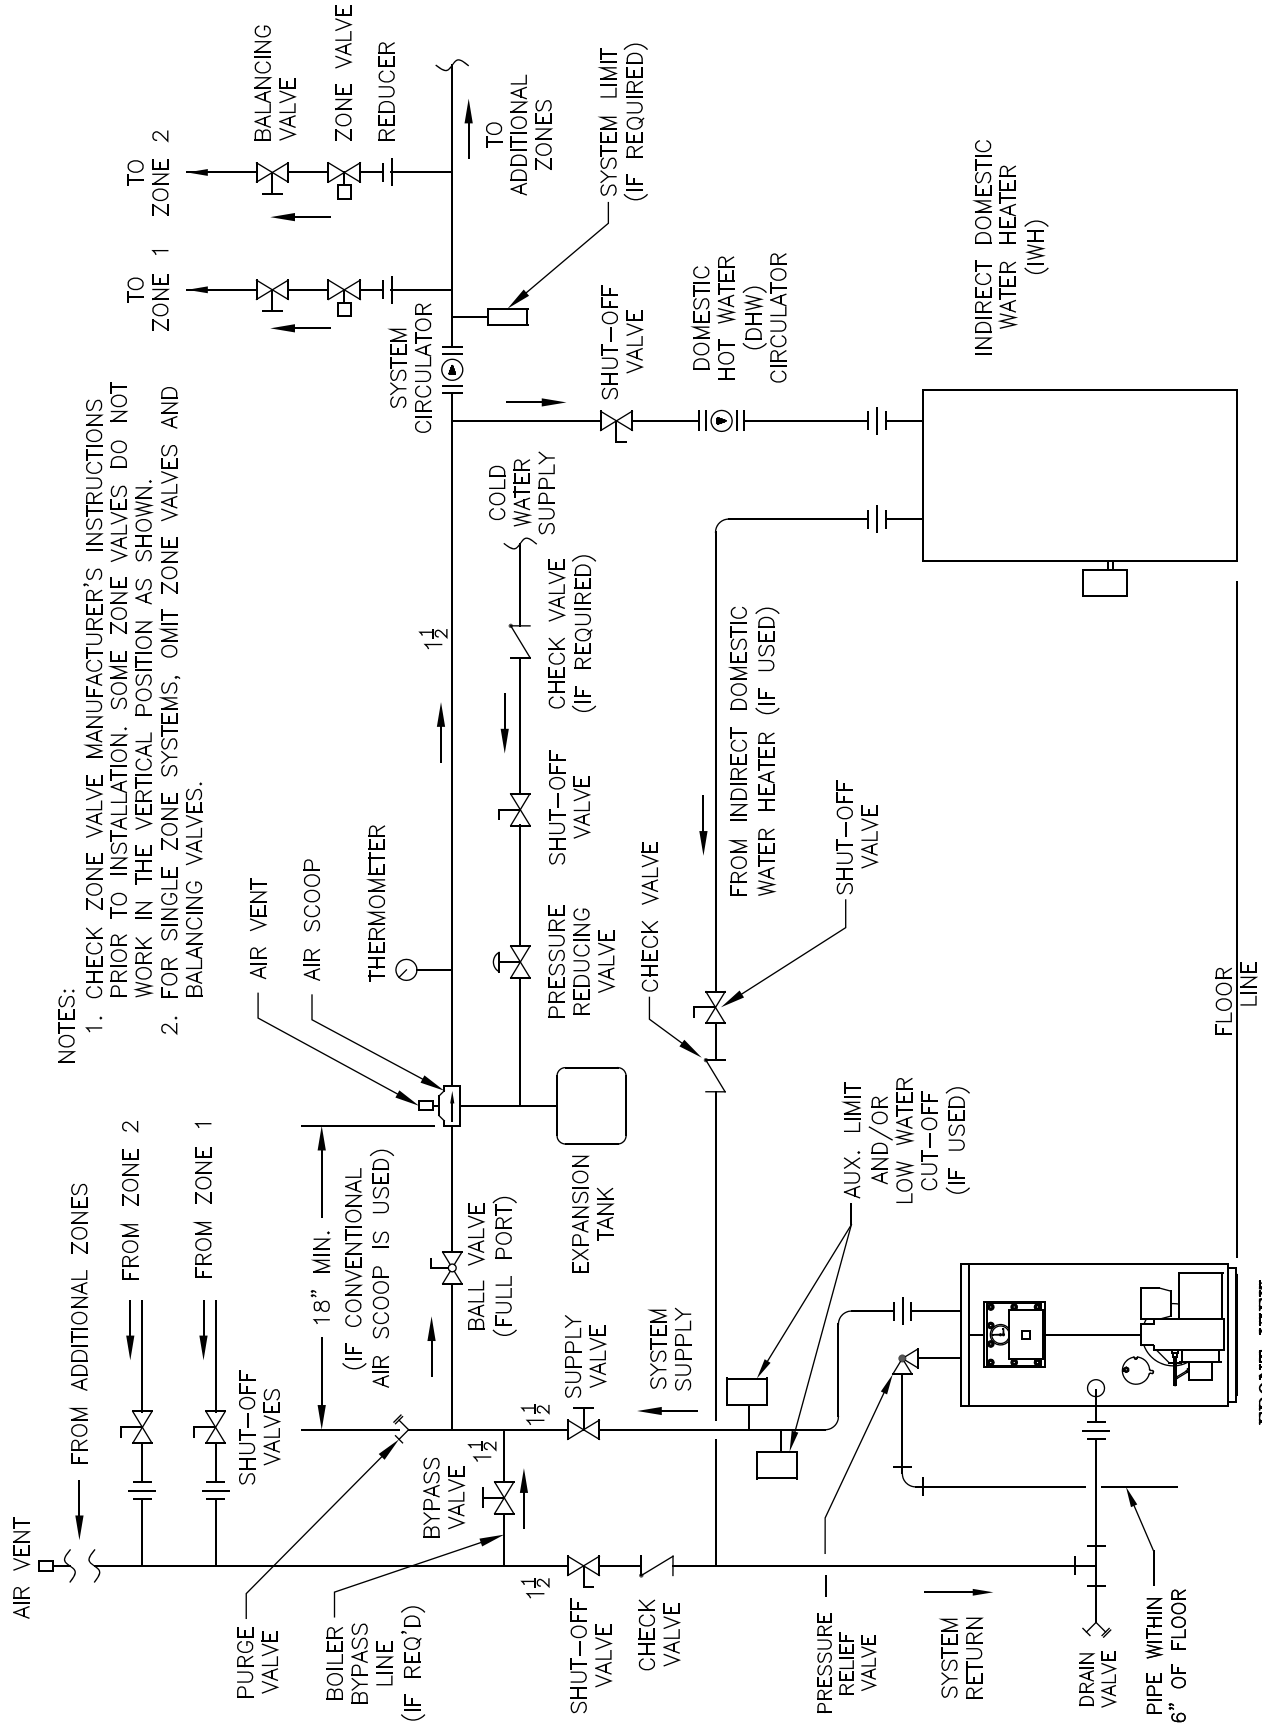 NOTES:
1. CHECK ZONE VALVE MANUFACTURER'S INSTRUCTIONS
PRIOR TO INSTALLATION. SOME ZONE VALVES DO NOT
WORK IN THE VERTICAL POSITION AS SHOWN.
2. FOR SINGLE ZONE SYSTEMS, OMIT ZONE VALVES AND
BALANCING VALVES.
AIR VENT
FROM ADDITIONAL ZONES
FROM ZONE 2
FROM ZONE 1
SHUT-OFF
VALVES
TO
ZONE 1
TO
ZONE 2
BALANCING
VALVE
ZONE VALVE
REDUCER
AIR VENT
AIR SCOOP
THERMOMETER
18" MIN.
(IF CONVENTIONAL
AIR SCOOP IS USED)
PURGE
VALVE
BOILER
BYPASS
LINE
(IF REQ'D)
BYPASS
VALVE
1 1/2
1 1/2
1 1/2
1 1/2
BALL VALVE
(FULL PORT)
SYSTEM
CIRCULATOR
TO
ADDITIONAL
ZONES
SYSTEM LIMIT
(IF REQUIRED)
COLD
WATER
SUPPLY
CHECK VALVE
(IF REQUIRED)
SHUT-OFF
VALVE
PRESSURE
REDUCING
VALVE
EXPANSION
TANK
SUPPLY
VALVE
SHUT-OFF
VALVE
CHECK
VALVE
SYSTEM
SUPPLY
CHECK VALVE
SHUT-OFF
VALVE
FROM INDIRECT DOMESTIC
WATER HEATER (IF USED)
SHUT-OFF
VALVE
DOMESTIC
HOT WATER
(DHW)
CIRCULATOR
INDIRECT DOMESTIC
WATER HEATER
(IWH)
AUX. LIMIT
AND/OR
LOW WATER
CUT-OFF
(IF USED)
PRESSURE
RELIEF
VALVE
SYSTEM
RETURN
DRAIN
VALVE
PIPE WITHIN
6" OF FLOOR
FLOOR
LINE